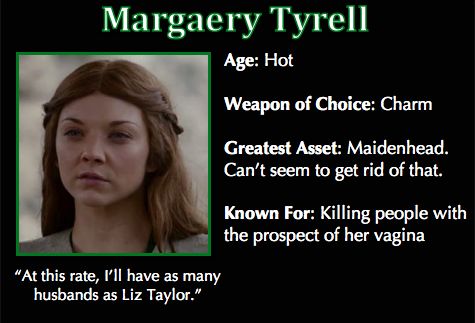 Margaery Tyrell
Age: Hot
Weapon of Choice: Charm
Greatest Asset: Maidenhead.
Can't seem to get rid of that.
Known For: Killing people with
the prospect of her vagina
“At this rate, I'll have as many
husbands as Liz Taylor.”